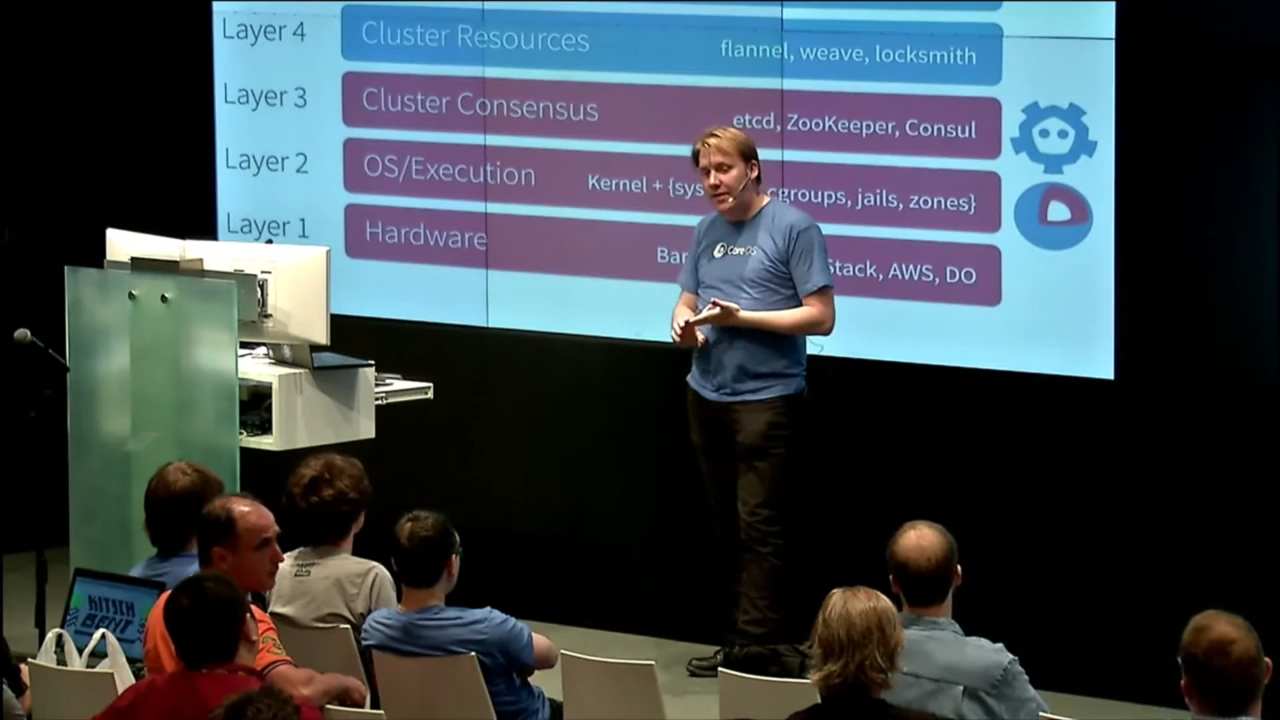 Layer 4
Cluster Resources
flannel, weave, locksmith
Layer 3
Cluster Consensus
etcd, ZooKeeper, Consul
Layer 2
OS/Execution
Kernel + {sys cgroups, jails, zones}
Layer 1
Hardware
Bar Stack, AWS, DO
CoreOS
KITSCH
BENT